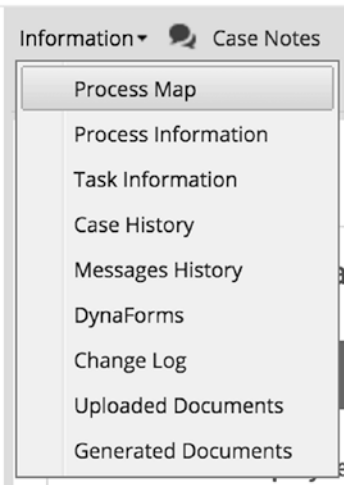 Information Case Notes
Process Map
Process Information
Task Information
Case History
Messages History
DynaForms
Change Log
Uploaded Documents
Generated Documents